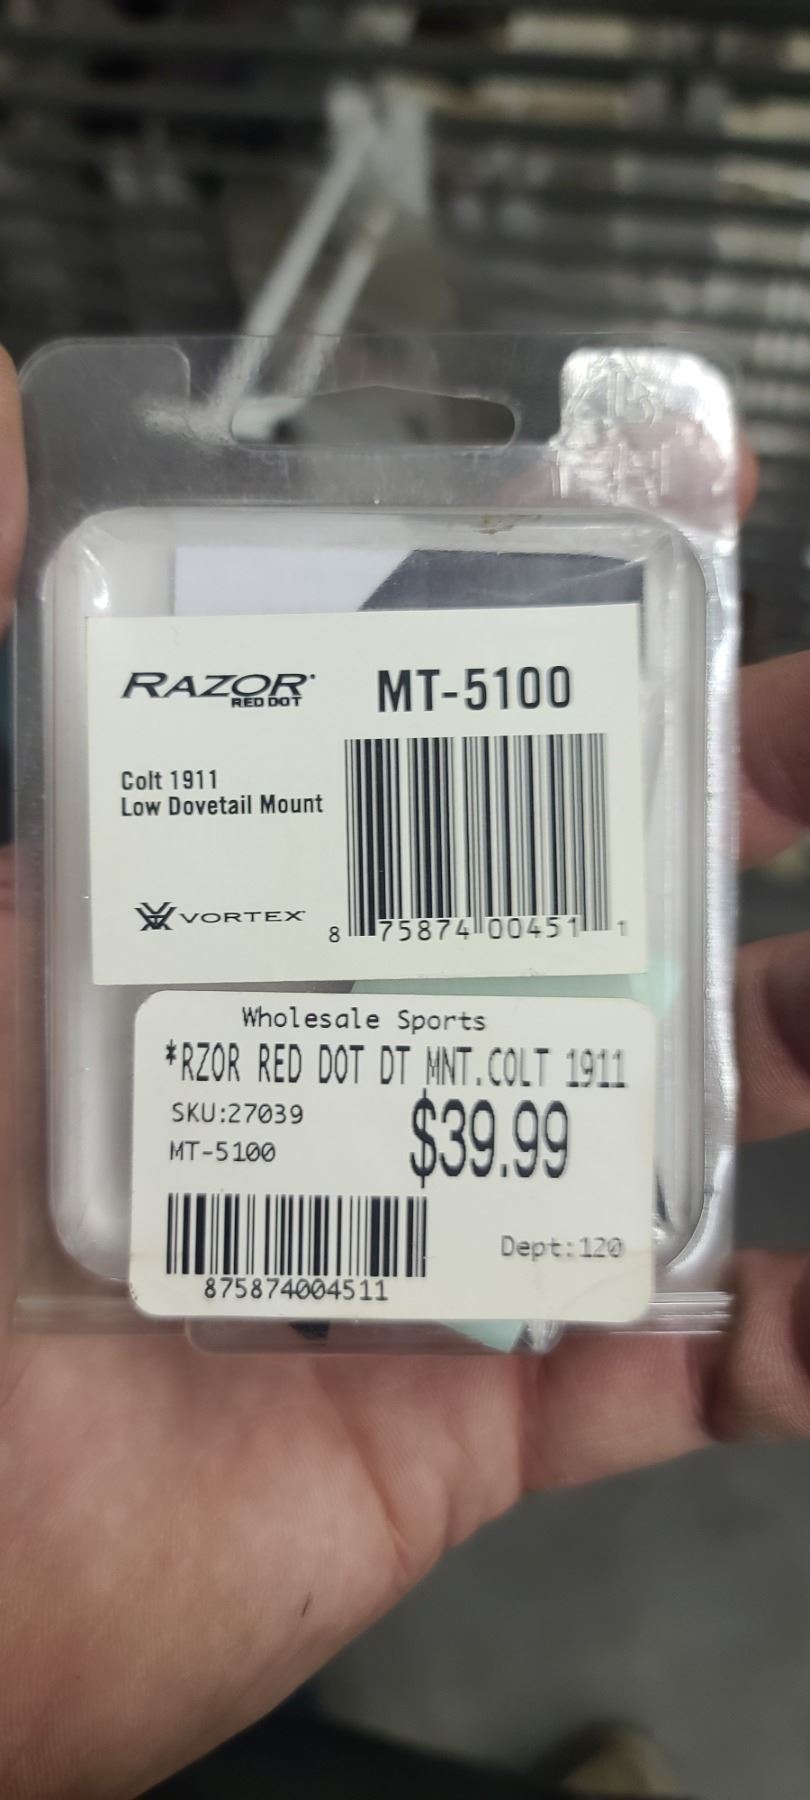 RAZOR
RED DOT
MT-5100
Colt 1911
Low Dovetail Mount
VORTEX
8 75874 00451 1
Wholesale Sports
*RZOR RED DOT DT MNT.COLT 1911
SKU:27039
$39.99
MT-5100
Dept:120
875874004511